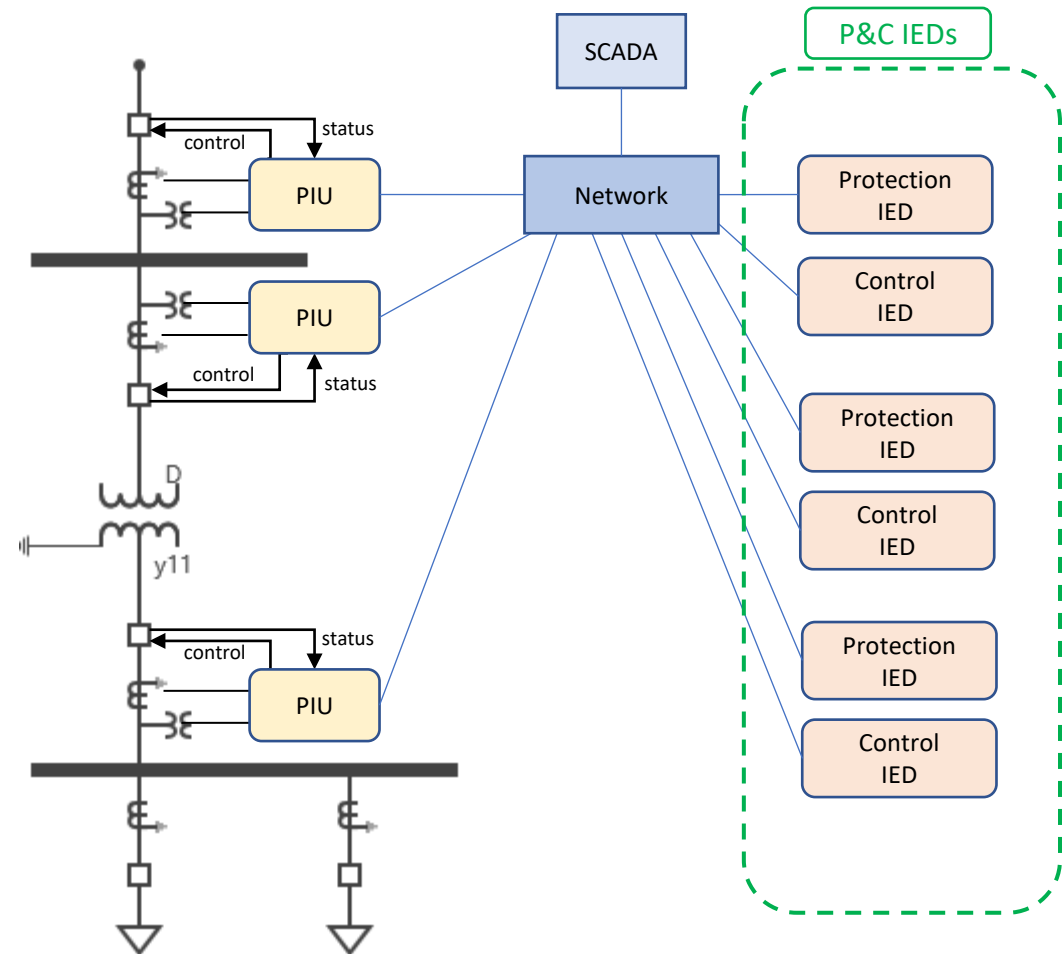 P&C IEDs
SCADA
status
control
PIU
Network
Protection
IED
Control
IED
PIU
control
status
Protection
IED
D
Control
IED
y11
status
control
Protection
IED
PIU
Control
IED